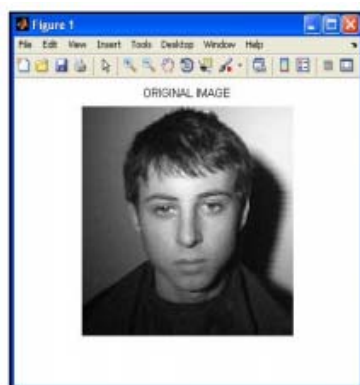 Figure 1
File Edit View Insert Tools Desktop Window Help
ORIGINAL IMAGE